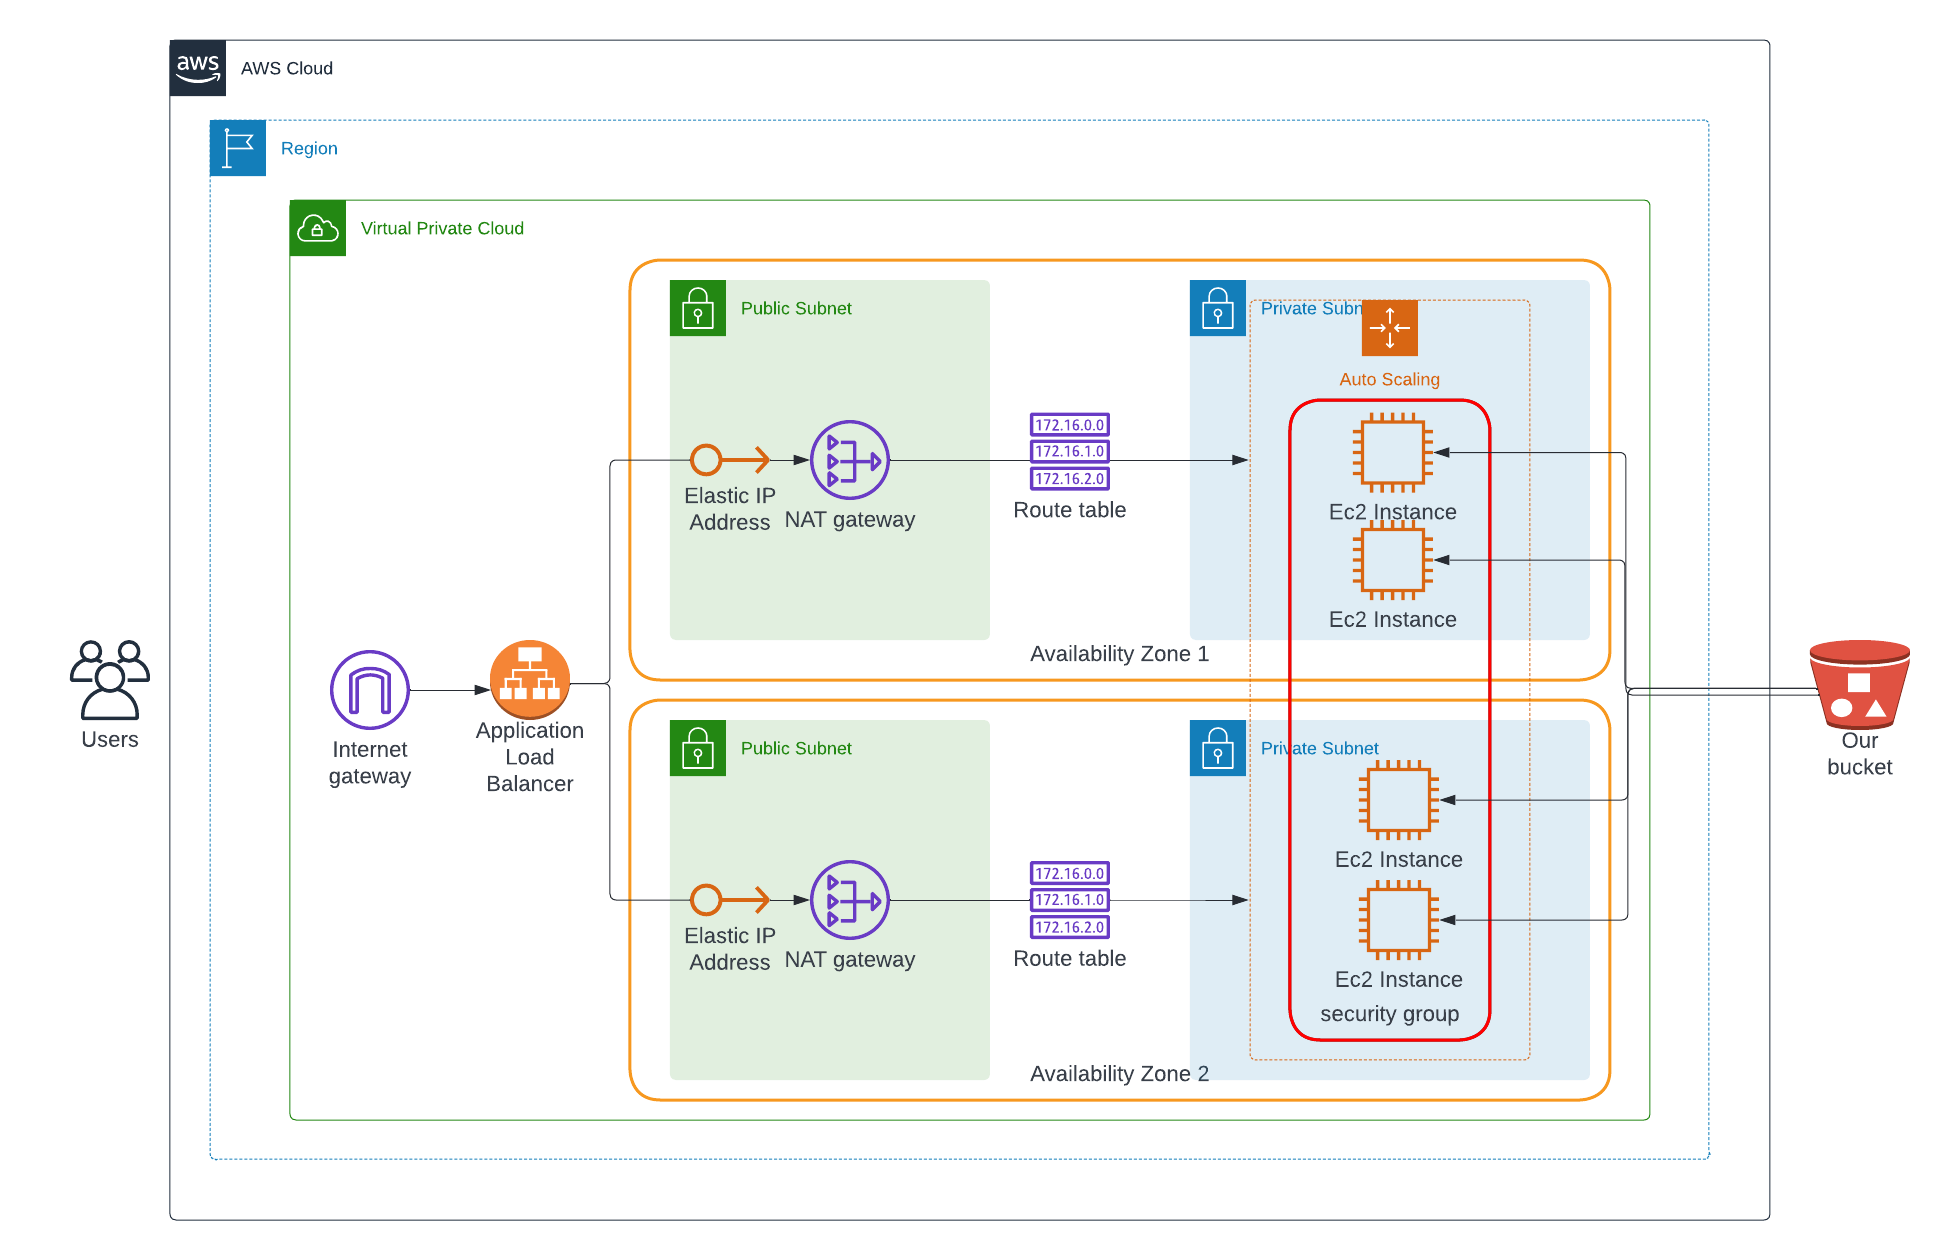 aws
AWS Cloud
Region
Virtual Private Cloud
Public Subnet
Private Subn
Auto Scaling
172.16.0.0
172.16.1.0
172.16.2.0
Route table
Elastic IP
Address
NAT gateway
Ec2 Instance
Ec2 Instance
Availability Zone 1
Users
Internet
gateway
Application
Load
Balancer
Our
bucket
Public Subnet
Private Subnet
172.16.0.0
172.16.1.0
172.16.2.0
Route table
Elastic IP
Address
NAT gateway
Ec2 Instance
Ec2 Instance
security group
Availability Zone 2